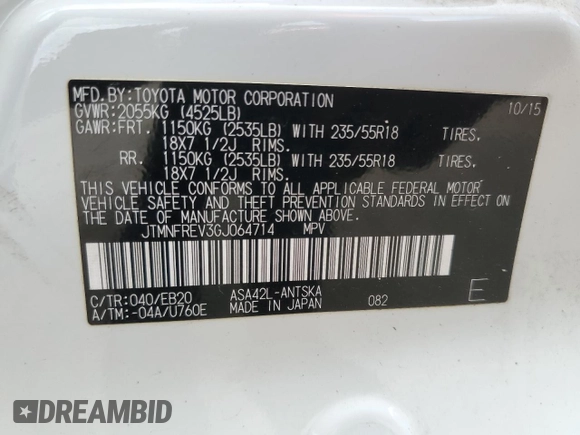 MFD.BY:TOYOTA MOTOR CORPORATION 10/15
GVWR:2055KG (4525LB)
GAWR:FRT. 1150KG (2535LB) WITH 235/55R18 TIRES,
18X7 1/2J RIMS.
RR. 1150KG (2535LB) WITH 235/55R18 TIRES,
18X7 1/2J RIMS.
THIS VEHICLE CONFORMS TO ALL APPLICABLE FEDERAL MOTOR
VEHICLE SAFETY AND THEFT PREVENTION STANDARDS IN
EFFECT ON THE DATE OF MANUFACTURE SHOWN ABOVE.
JTMNFREV3GJ064714 MPV
C/TR:040/EB20 ASA42L-ANTSKA
A/TM:-04A/U760E MADE IN JAPAN 082 E
DREAMBID